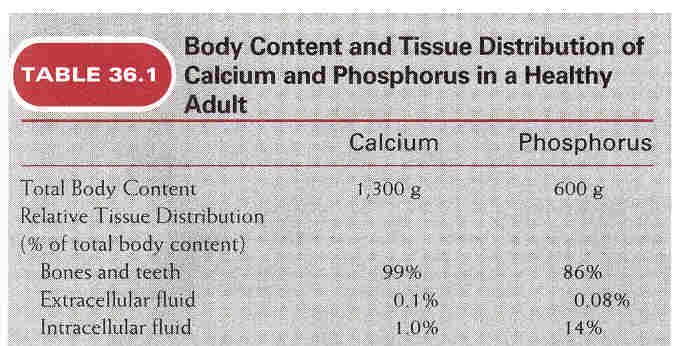 TABLE 36.1
Body Content and Tissue Distribution of
Calcium and Phosphorus in a Healthy
Adult
Calcium Phosphorus
Total Body Content 1,300 g 600 g
Relative Tissue Distribution
(% of total body content)
Bones and teeth 99% 86%
Extracellular fluid 0.1% 0.08%
Intracellular fluid 1.0% 14%